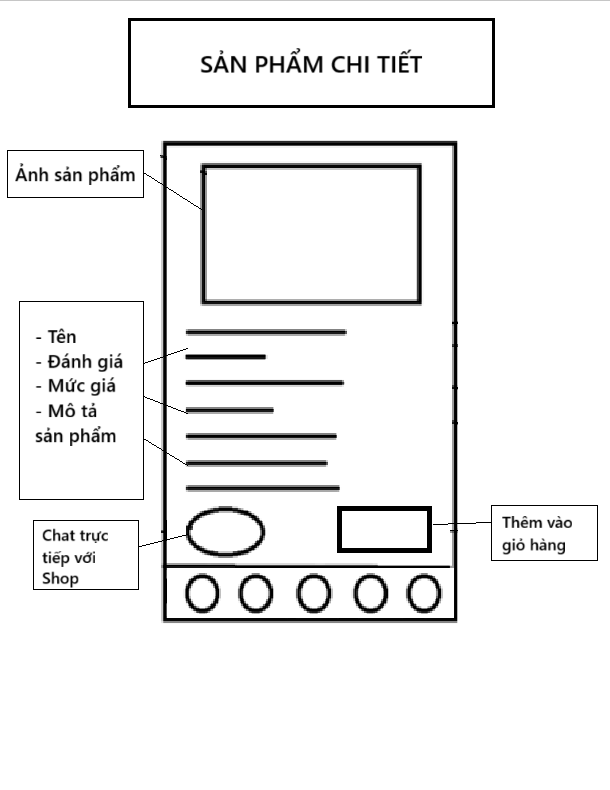 SẢN PHẨM CHI TIẾT
Ảnh sản phẩm
- Tên
- Đánh giá
- Mức giá
- Mô tả
sản phẩm
Chat trực
tiếp với
Shop
Thêm vào
giỏ hàng